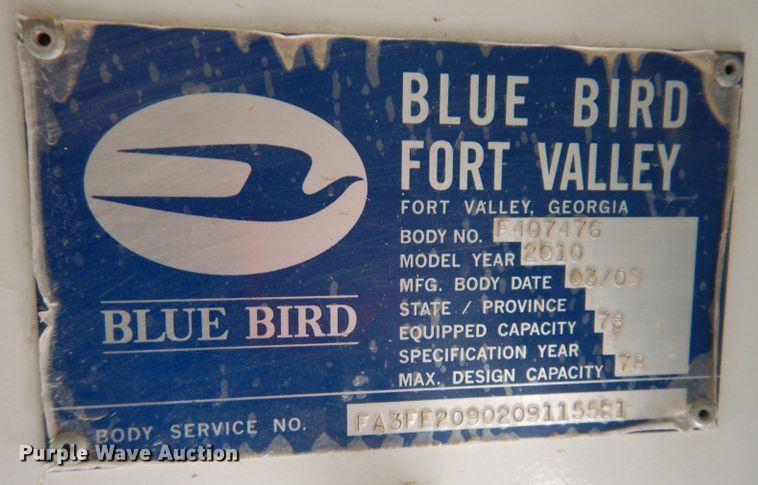 BLUE BIRD
BLUE BIRD
FORT VALLEY
FORT VALLEY, GEORGIA
BODY NO. F407476
MODEL YEAR 2010
MFG. BODY DATE 03/09
STATE / PROVINCE
EQUIPPED CAPACITY 78
SPECIFICATION YEAR
MAX. DESIGN CAPACITY 78
BODY SERVICE NO.
Purple Wave Auction®